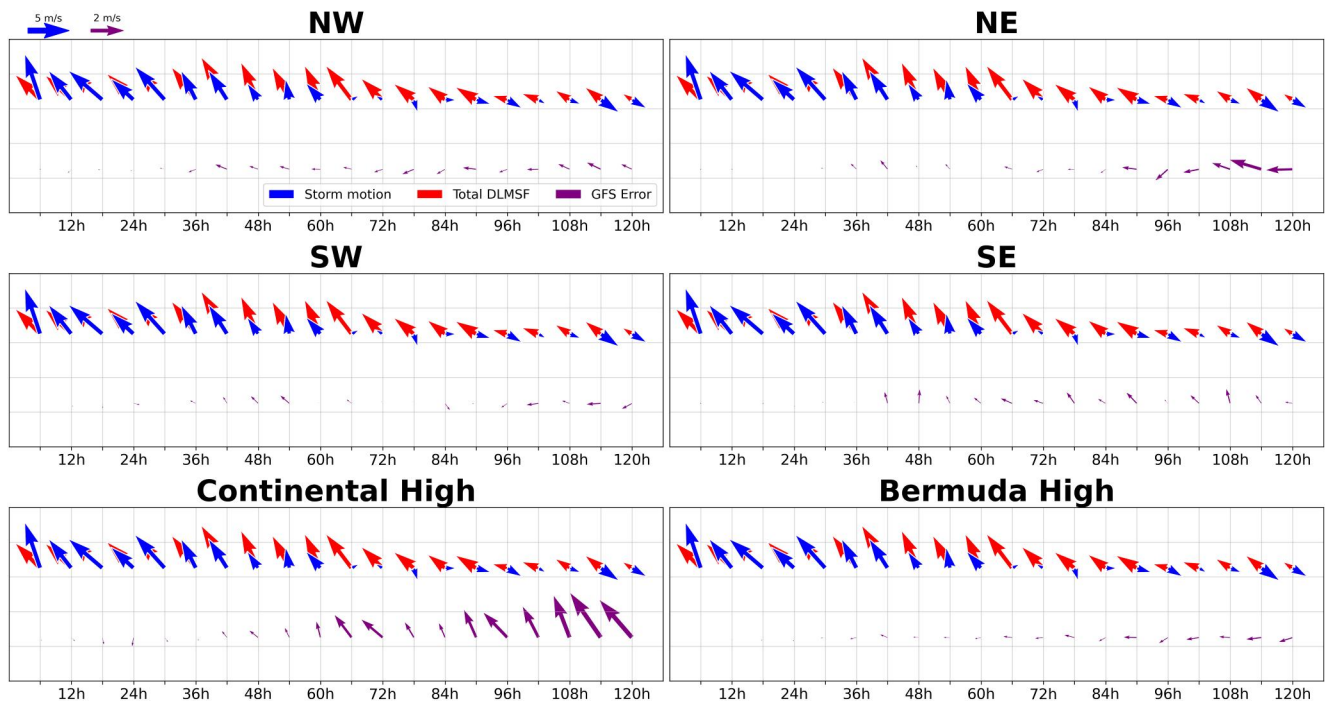 5 m/s 2 m/s
NW NE
Storm motion Total DLMSF GFS Error
12h 24h 36h 48h 60h 72h 84h 96h 108h 120h 12h 24h 36h 48h 60h 72h 84h 96h 108h 120h
SW SE
12h 24h 36h 48h 60h 72h 84h 96h 108h 120h 12h 24h 36h 48h 60h 72h 84h 96h 108h 120h
Continental High Bermuda High
12h 24h 36h 48h 60h 72h 84h 96h 108h 120h 12h 24h 36h 48h 60h 72h 84h 96h 108h 120h